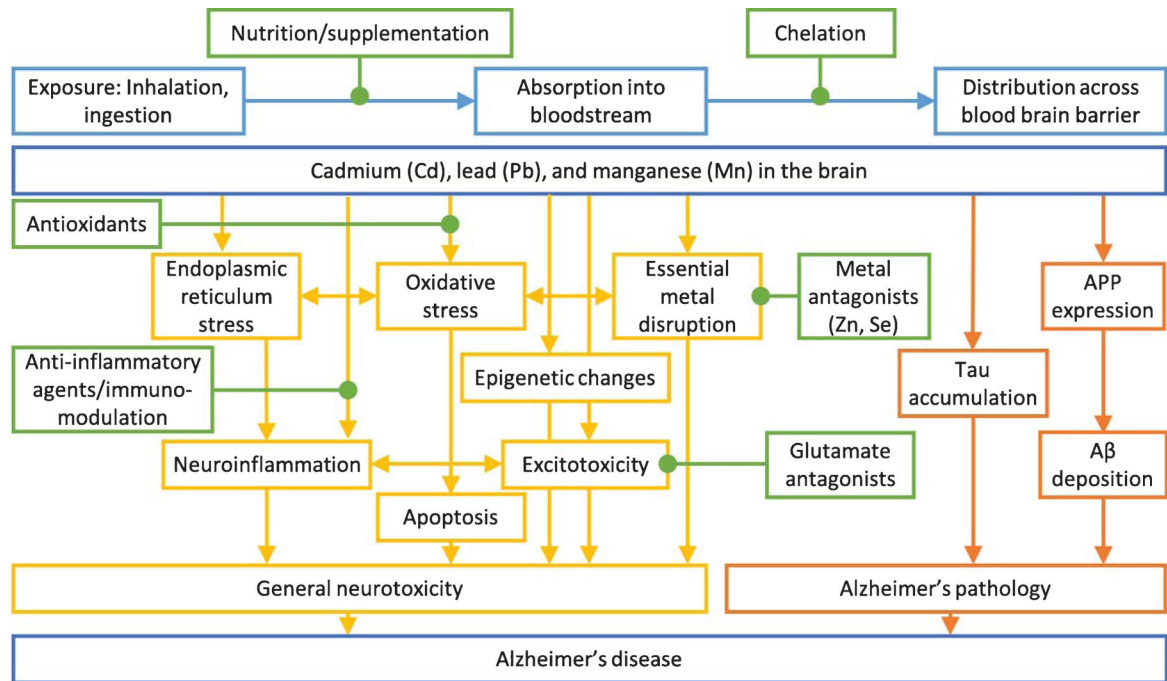 Nutrition/supplementation
Chelation
Exposure: Inhalation,
ingestion
Absorption into
bloodstream
Distribution across
blood brain barrier
Cadmium (Cd), lead (Pb), and manganese (Mn) in the brain
Antioxidants
Endoplasmic
reticulum
stress
Oxidative
stress
Essential
metal
disruption
Metal
antagonists
(Zn, Se)
APP
expression
Anti-inflammatory
agents/immuno-
modulation
Epigenetic changes
Tau
accumulation
Neuroinflammation
Excitotoxicity
Glutamate
antagonists
Aβ
deposition
Apoptosis
General neurotoxicity
Alzheimer's pathology
Alzheimer's disease